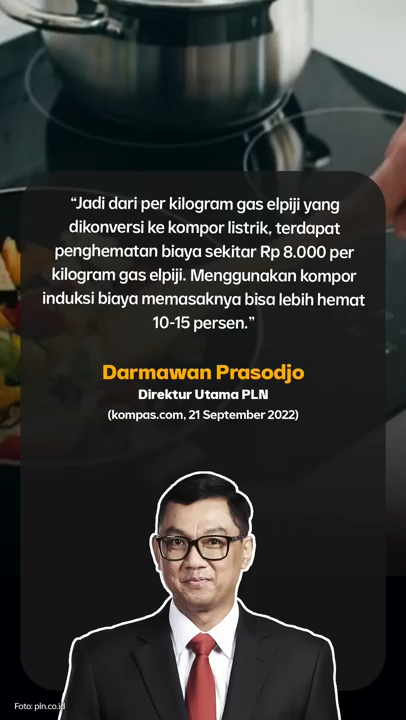 “Jadi dari per kilogram gas elpiji yang
dikonversi ke kompor listrik, terdapat
penghematan biaya sekitar Rp 8.000 per
kilogram gas elpiji. Menggunakan kompor
induksi biaya memasaknya bisa lebih hemat
10-15 persen.”
Darmawan Prasodjo
Direktur Utama PLN
(kompas.com, 21 September 2022)
Foto: pln.co.id